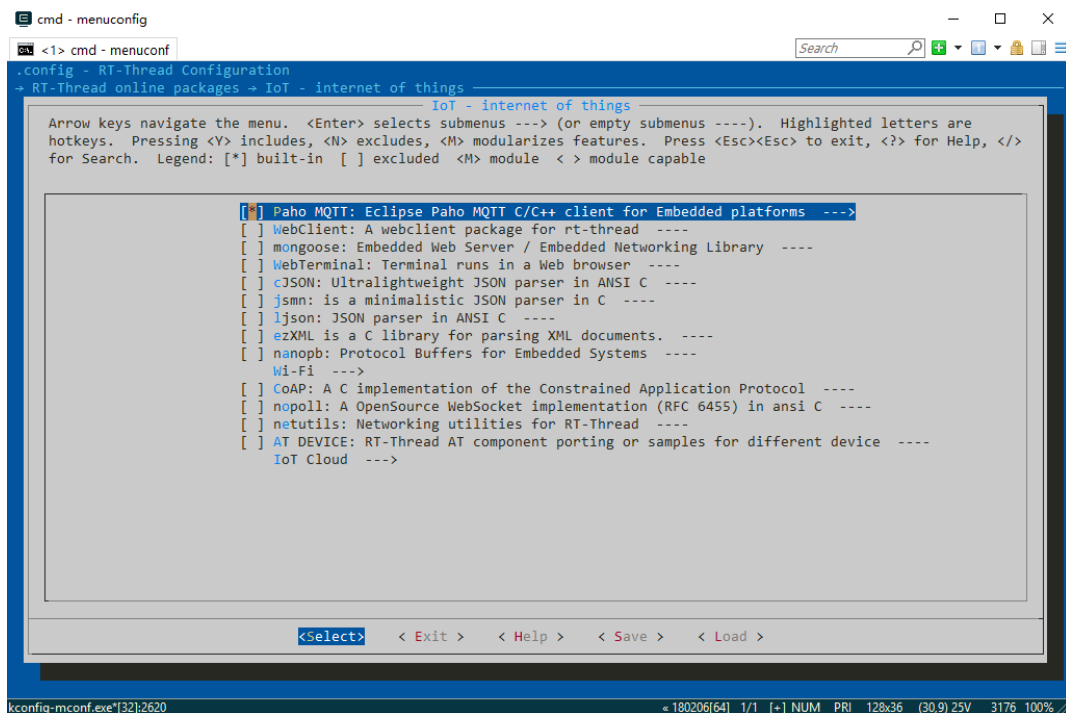 cmd - menuconfig
<1> cmd - menuconf
Search
.config - RT-Thread Configuration
→ RT-Thread online packages → IoT - internet of things
IoT - internet of things
Arrow keys navigate the menu.  <Enter> selects submenus ---> (or empty submenus ----).  Highlighted letters are
hotkeys.  Pressing <Y> includes, <N> excludes, <M> modularizes features.  Press <Esc><Esc> to exit, <?> for Help, </>
for Search.  Legend: [*] built-in  [ ] excluded  <M> module  < > module capable
[*] Paho MQTT: Eclipse Paho MQTT C/C++ client for Embedded platforms  --->
[ ] WebClient: A webclient package for rt-thread  ----
[ ] mongoose: Embedded Web Server / Embedded Networking Library  ----
[ ] WebTerminal: Terminal runs in a Web browser  ----
[ ] cJSON: Ultralightweight JSON parser in ANSI C  ----
[ ] jsmn: is a minimalistic JSON parser in C  ----
[ ] ljson: JSON parser in ANSI C  ----
[ ] ezXML is a C library for parsing XML documents.  ----
[ ] nanopb: Protocol Buffers for Embedded Systems  ----
Wi-Fi  --->
[ ] CoAP: A C implementation of the Constrained Application Protocol  ----
[ ] nopoll: A OpenSource WebSocket implementation (RFC 6455) in ansi C  ----
[ ] netutils: Networking utilities for RT-Thread  ----
[ ] AT DEVICE: RT-Thread AT component porting or samples for different device  ----
IoT Cloud  --->
<Select>    < Exit >    < Help >    < Save >    < Load >
kconfig-mconf.exe*[32]:2620    « 180206[64]  1/1  [+] NUM  PRI  128x36  (30,9) 25V  3176  100%